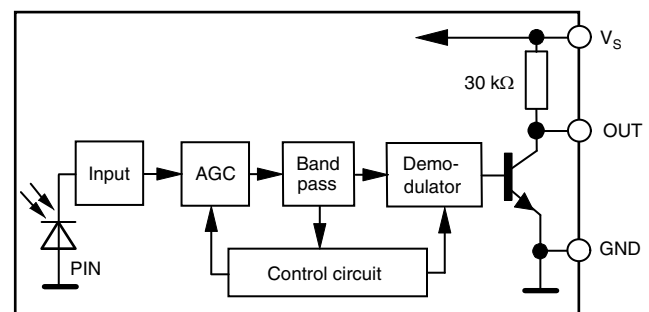 V_S
30 kΩ
OUT
Input
AGC
Band
pass
Demo-
dulator
GND
PIN
Control circuit